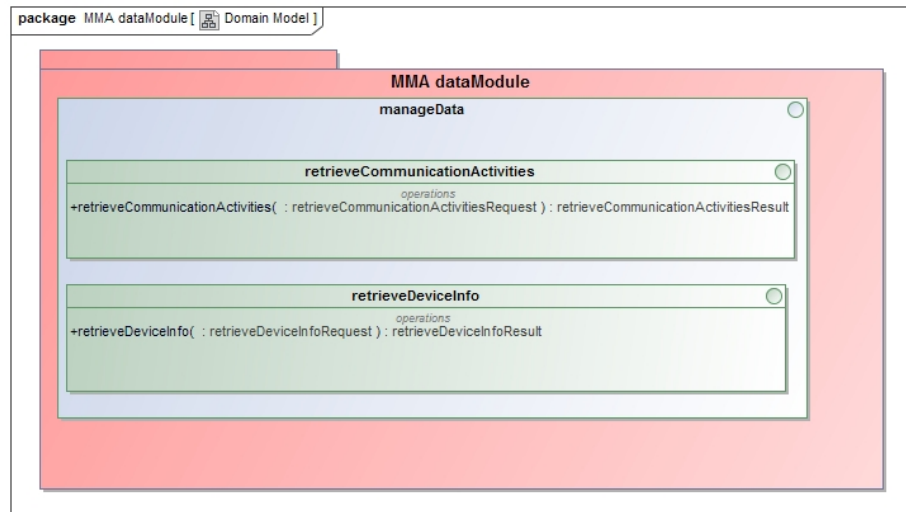 package MMA dataModule [ Domain Model ]
MMA dataModule
manageData
retrieveCommunicationActivities
operations
+retrieveCommunicationActivities( : retrieveCommunicationActivitiesRequest ) : retrieveCommunicationActivitiesResult
retrieveDeviceInfo
operations
+retrieveDeviceInfo( : retrieveDeviceInfoRequest ) : retrieveDeviceInfoResult